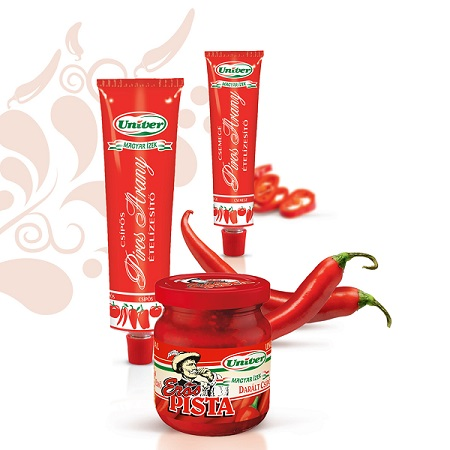 Univer
MAGYAR ÍZEK
CSÍPŐS
Piros Arany
ÉTELÍZESÍTŐ
CSÍPŐS
Univer
MAGYAR ÍZEK
CSEMEGE
Piros Arany
ÉTELÍZESÍTŐ
CSEMEGE
Univer
MAGYAR ÍZEK
Erős
PISTA